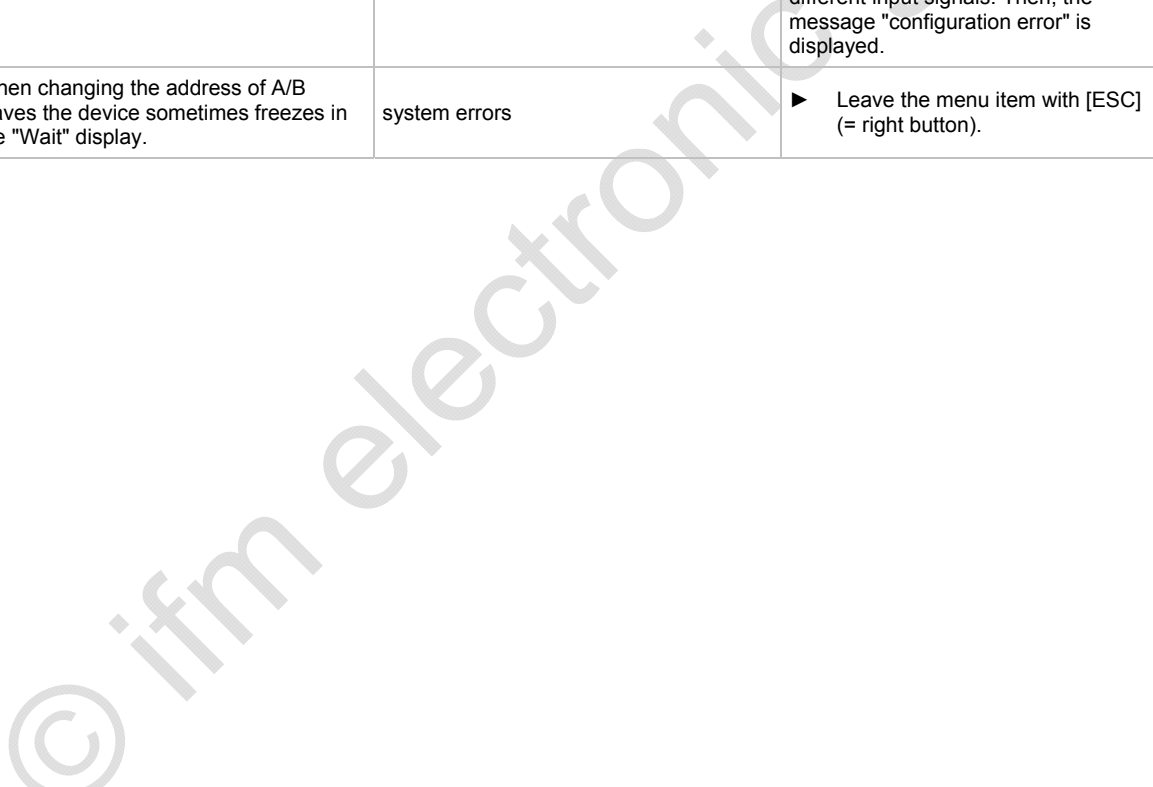 different input signals. Then, the
message "configuration error" is
displayed.
hen changing the address of A/B
aves the device sometimes freezes in
e "Wait" display.
system errors
► Leave the menu item with [ESC]
(= right button).
© ifm electronic